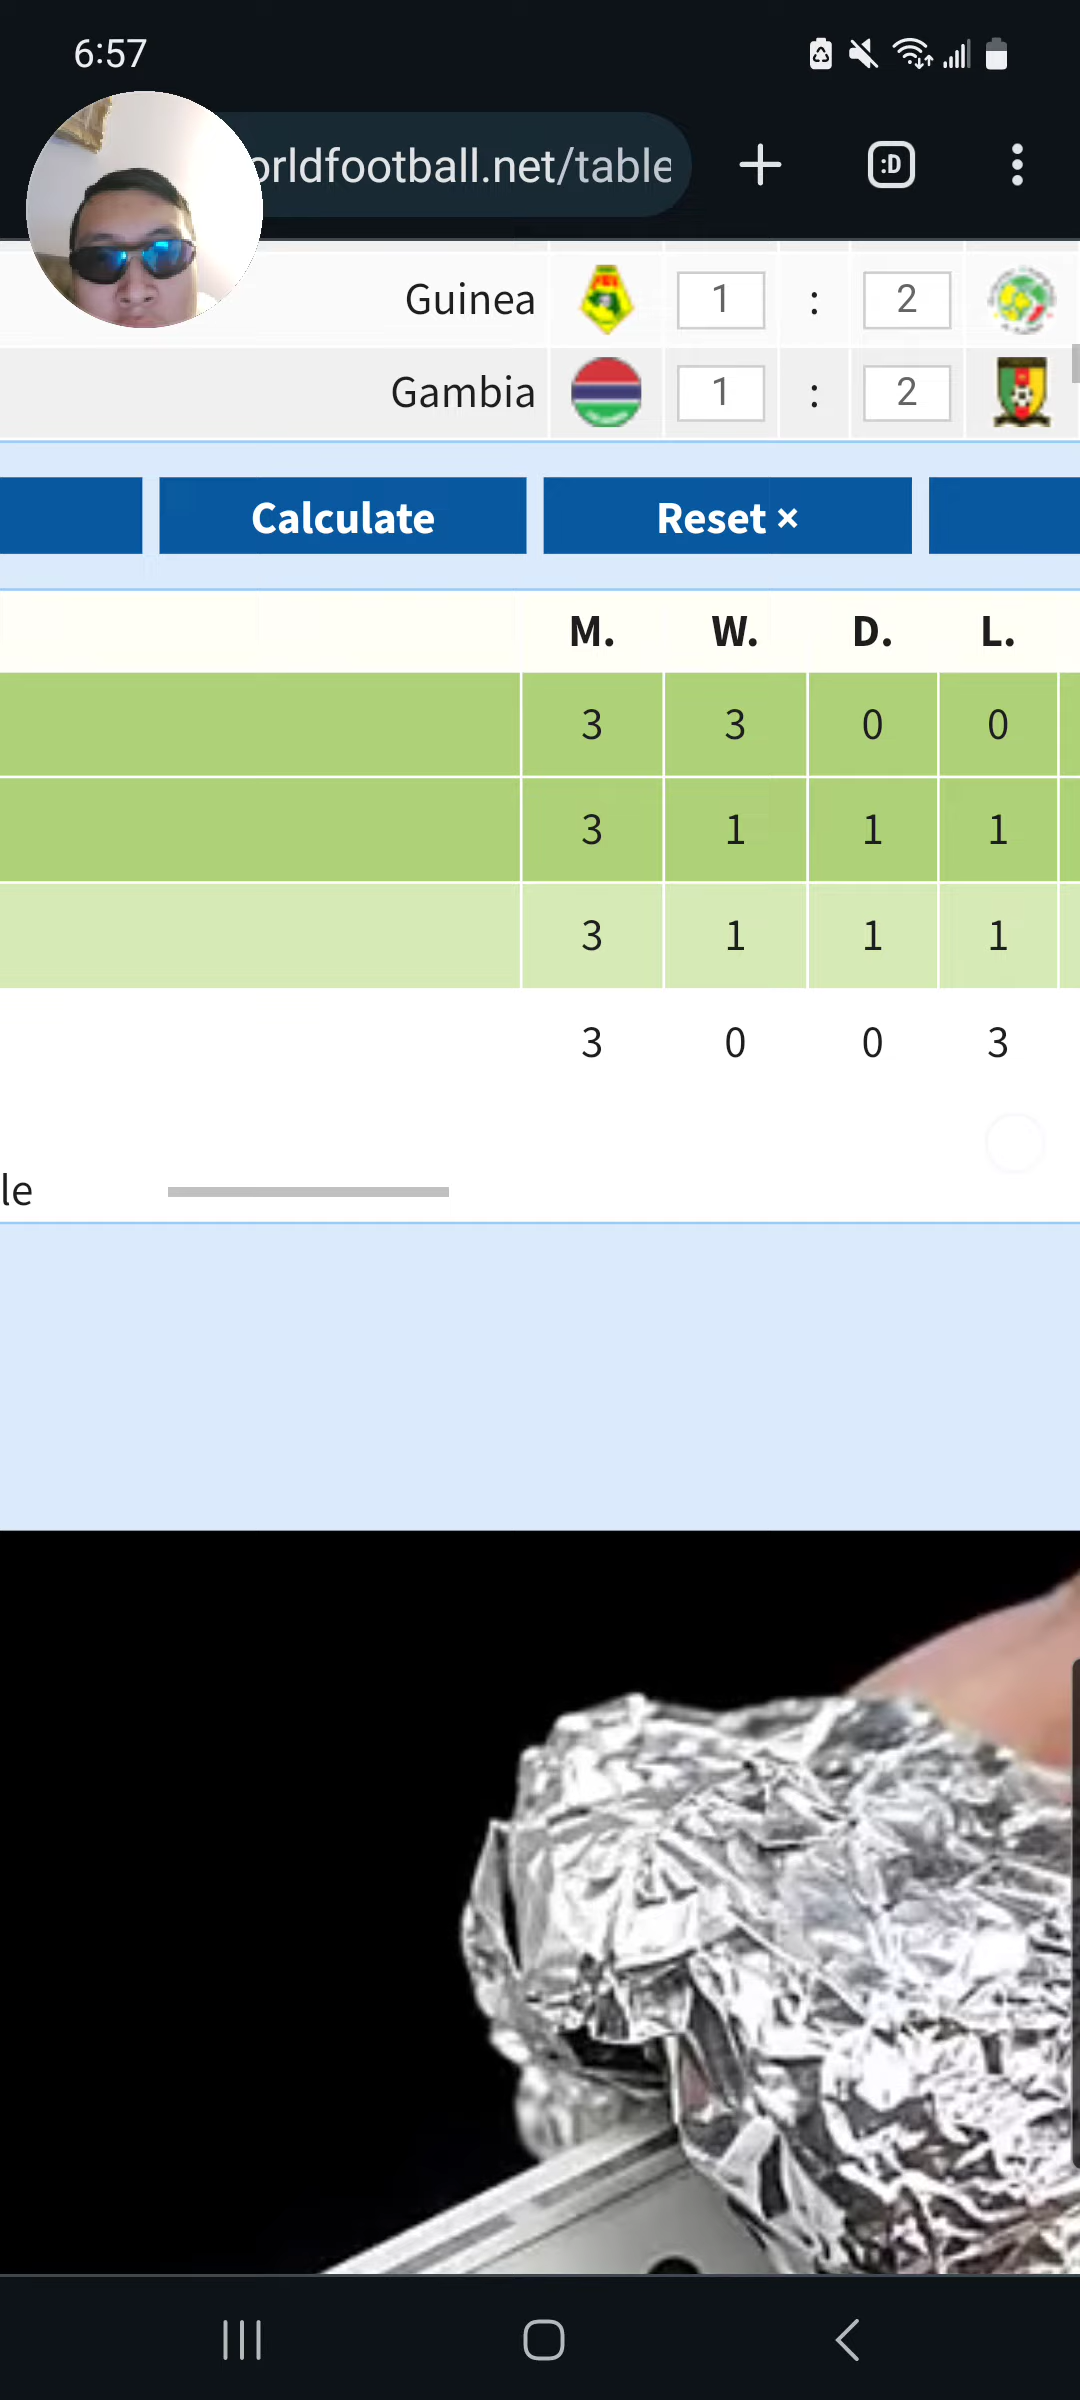 6:57
orldfootball.net/table
:D
Guinea 1 : 2
Gambia 1 : 2
Calculate Reset ×
M. W. D. L.
3 3 0 0
3 1 1 1
3 1 1 1
3 0 0 3
le